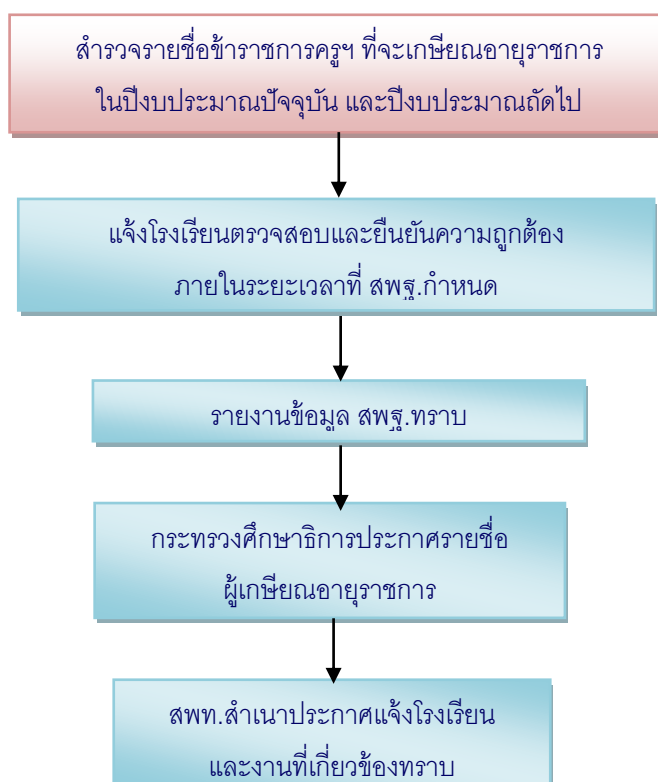 สำรวจรายชื่อข้าราชการครูฯ ที่จะเกษียณอายุราชการ
ในปีงบประมาณปัจจุบัน และปีงบประมาณถัดไป
แจ้งโรงเรียนตรวจสอบและยืนยันความถูกต้อง
ภายในระยะเวลาที่ สพฐ.กำหนด
รายงานข้อมูล สพฐ.ทราบ
กระทรวงศึกษาธิการประกาศรายชื่อ
ผู้เกษียณอายุราชการ
สพท.สำเนาประกาศแจ้งโรงเรียน
และงานที่เกี่ยวข้องทราบ